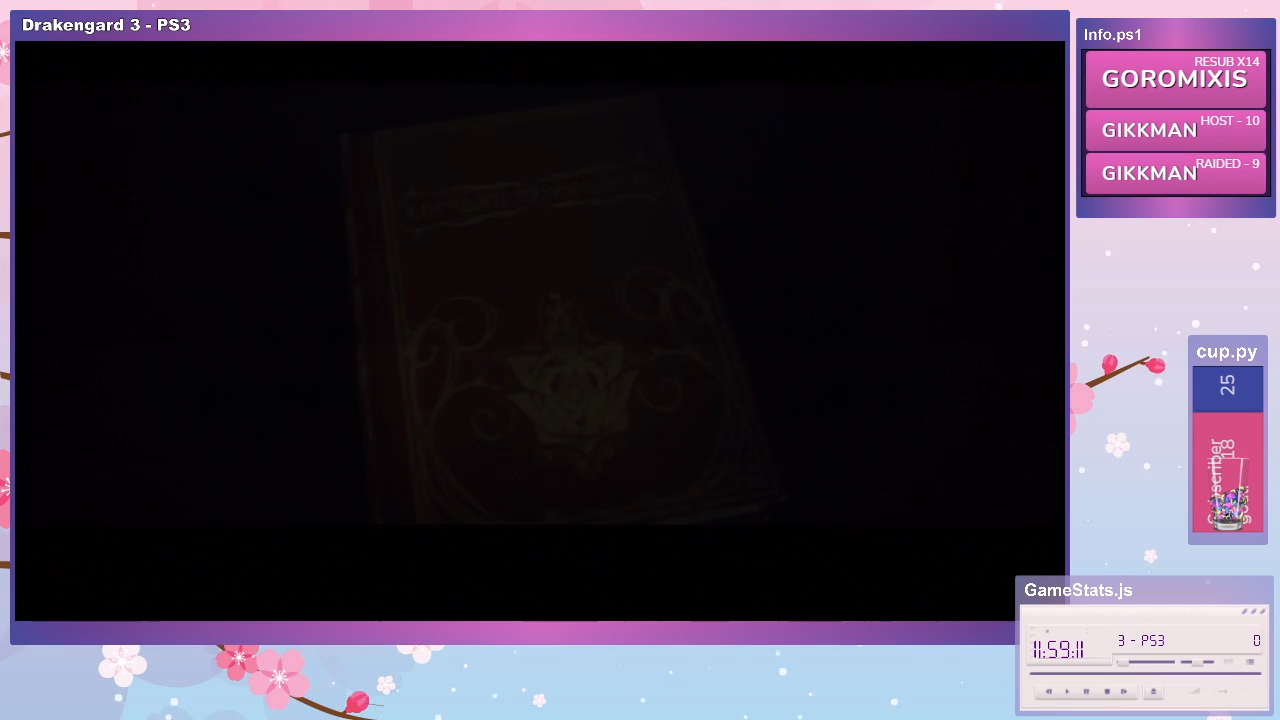 Drakengard 3 - PS3
Info.ps1
RESUB X14
GOROMIXIS
HOST - 10
GIKKMAN
RAIDED - 9
GIKKMAN
cup.py
25
18
GameStats.js
11:59:11
3 - PS3
0